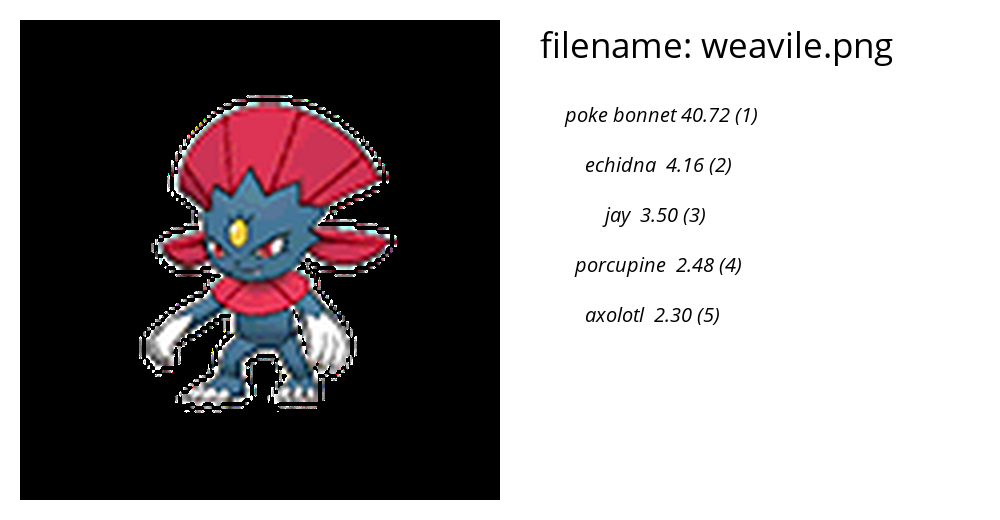 filename: weavile.png
poke bonnet 40.72 (1)
echidna 4.16 (2)
jay 3.50 (3)
porcupine 2.48 (4)
axolotl 2.30 (5)